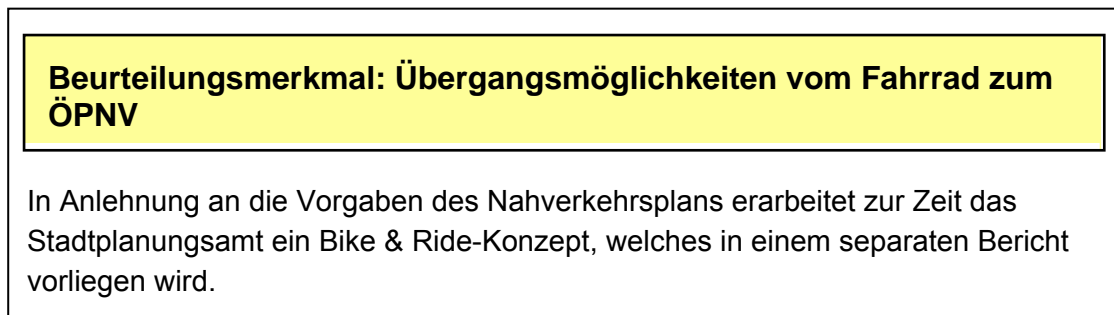 Beurteilungsmerkmal: Übergangsmöglichkeiten vom Fahrrad zum
ÖPNV
In Anlehnung an die Vorgaben des Nahverkehrsplans erarbeitet zur Zeit das
Stadtplanungsamt ein Bike & Ride-Konzept, welches in einem separaten Bericht
vorliegen wird.